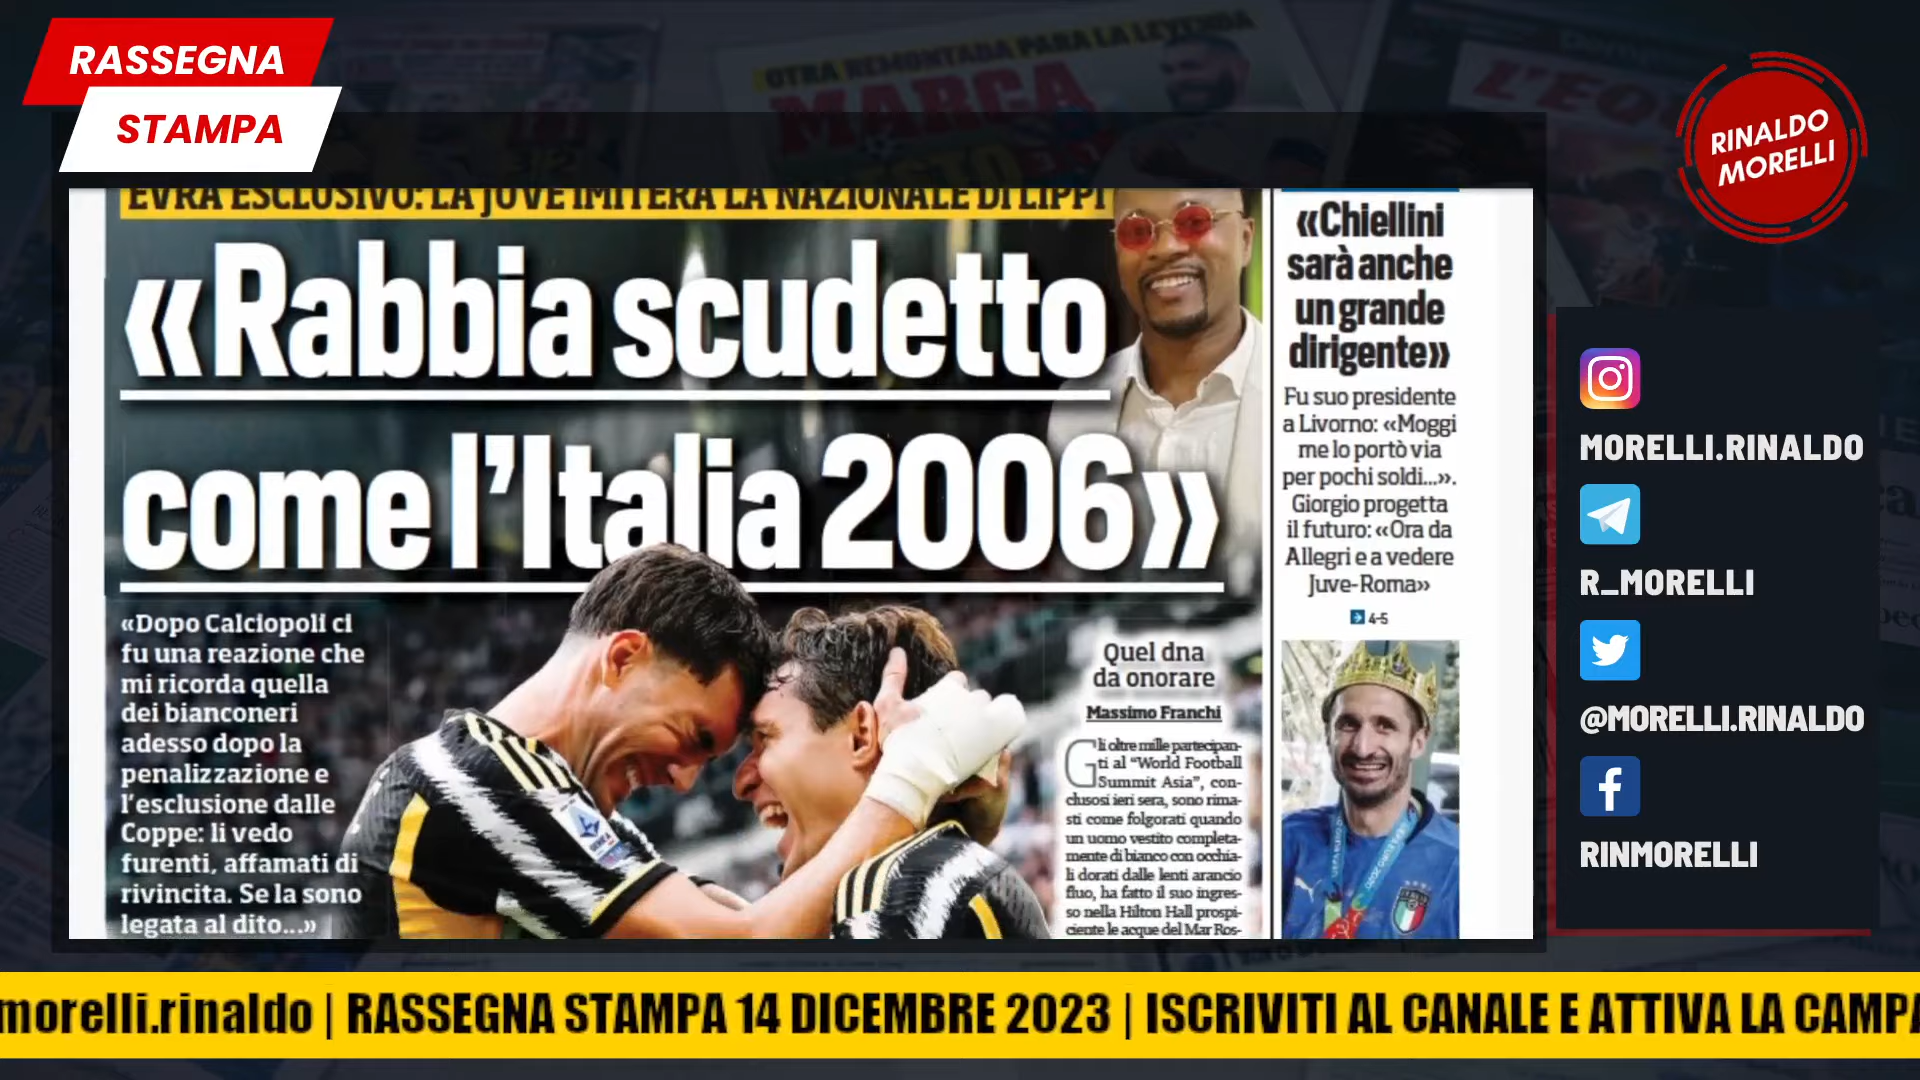 RASSEGNA
STAMPA
OTRA REMONTADA PARA LA LEYENDA
MARCA
RINALDO
MORELLI
EVRA ESCLUSIVO: LA JUVE IMITERÀ LA NAZIONALE DI LIPPI
«Rabbia scudetto
come l'Italia 2006»
«Dopo Calciopoli ci
fu una reazione che
mi ricorda quella
dei bianconeri
adesso dopo la
penalizzazione e
l'esclusione dalle
Coppe: li vedo
furenti, affamati di
rivincita. Se la sono
legata al dito...»
Quel dna
da onorare
Massimo Franchi
Gli oltre mille partecipan-
ti al "World Football
Summit Asia", con-
clusosi ieri sera, sono rima-
sti come folgorati quando
un uomo vestito completa-
mente di bianco con occhia-
li dorati dalle lenti arancio
fluo, ha fatto il suo ingres-
so nella Hilton Hall prospi-
ciente le acque del Mar Ros-
«Chiellini
sarà anche
un grande
dirigente»
Fu suo presidente
a Livorno: «Moggi
me lo portò via
per pochi soldi...».
Giorgio progetta
il futuro: «Ora da
Allegri e a vedere
Juve-Roma»
4-5
MORELLI.RINALDO
R_MORELLI
@MORELLI.RINALDO
RINMORELLI
morelli.rinaldo | RASSEGNA STAMPA 14 DICEMBRE 2023 | ISCRIVITI AL CANALE E ATTIVA LA CAMPA